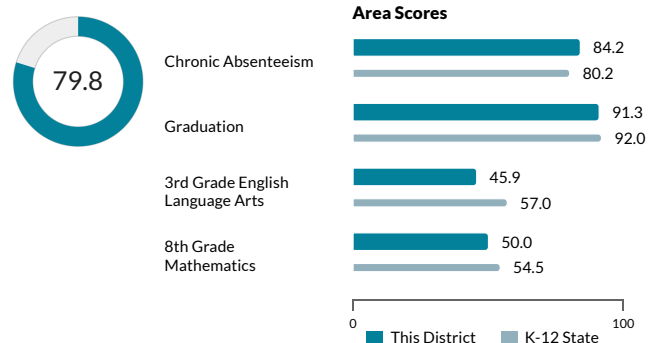 79.8
Area Scores
Chronic Absenteeism
84.2
80.2
Graduation
91.3
92.0
3rd Grade English
Language Arts
45.9
57.0
8th Grade
Mathematics
50.0
54.5
0
100
This District
K-12 State